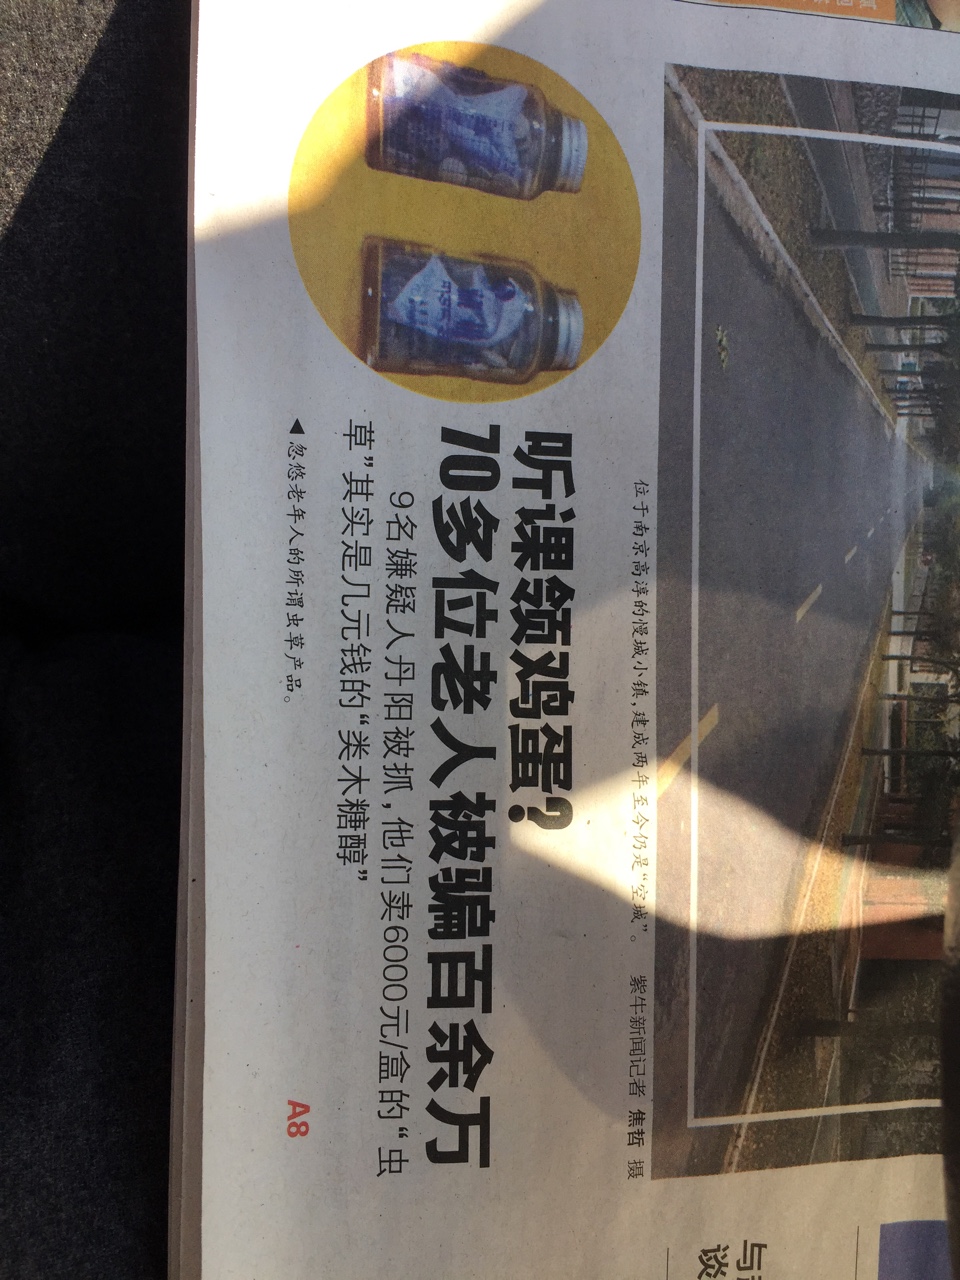 位于南京高淳的慢城小镇，建成两年至今仍是“空城”。 紫牛新闻记者 焦哲 摄
听课领鸡蛋？
70多位老人被骗百余万
9名嫌疑人丹阳被抓，他们卖6000元/盒的“虫
草”其实是几元钱的“类木糖醇”
◀忽悠老年人的所谓虫草产品。
A8
与
谈